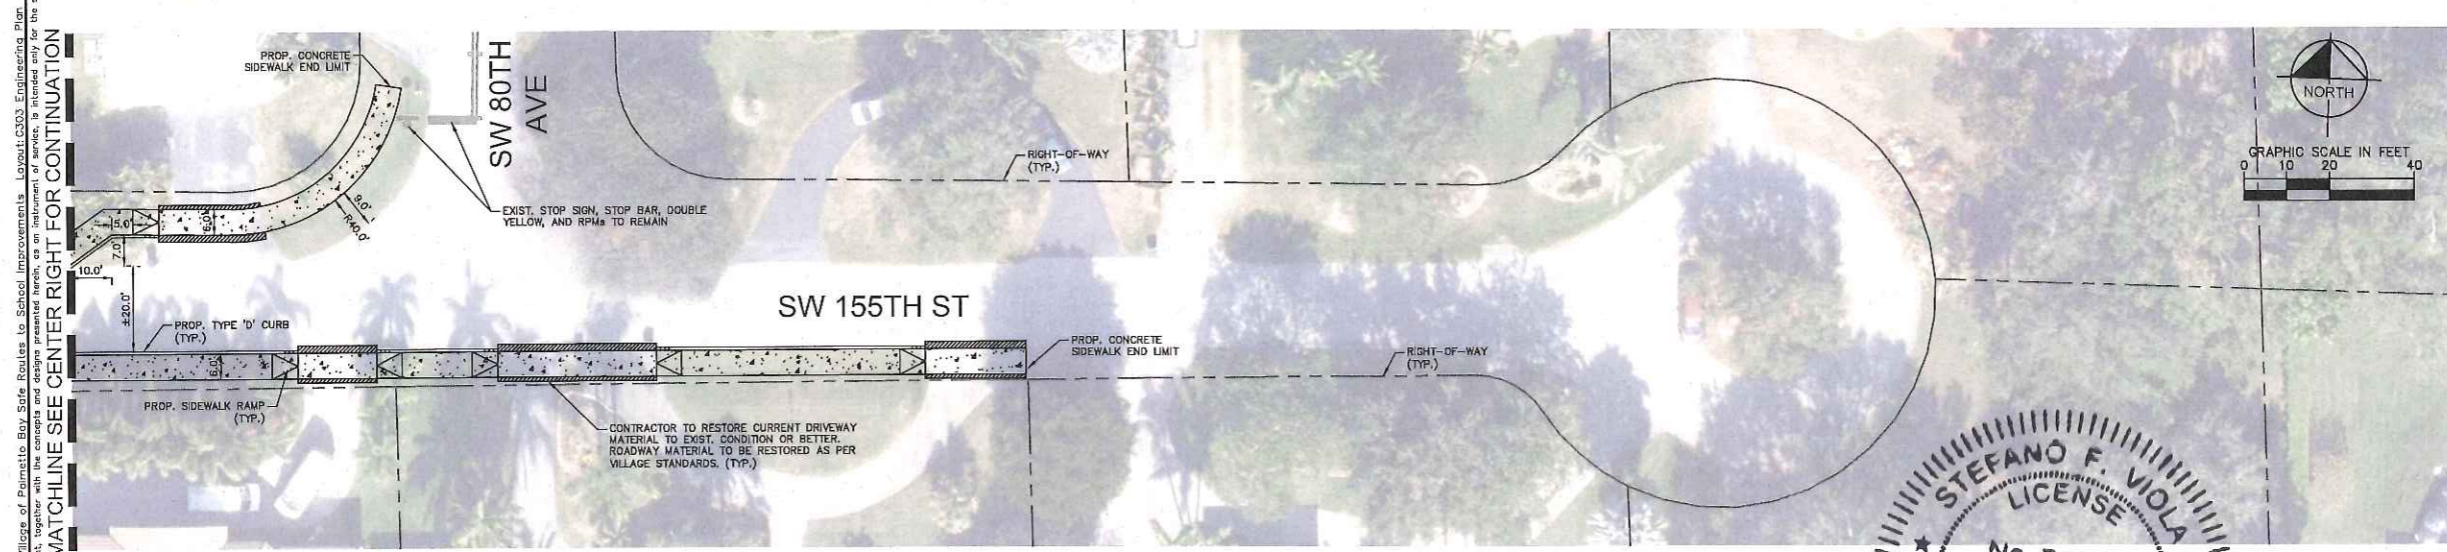 Village of Palmetto Bay Safe Routes to School Improvements Layout: C303 Engineering Plan
together with the concepts and designs presented herein, as an instrument of service, is intended only for the
MATCHLINE SEE CENTER RIGHT FOR CONTINUATION
PROP. CONCRETE
SIDEWALK END LIMIT
SW 80TH
AVE
RIGHT-OF-WAY
(TYP.)
NORTH
GRAPHIC SCALE IN FEET
0 10 20 40
EXIST. STOP SIGN, STOP BAR, DOUBLE
YELLOW, AND RPMs TO REMAIN
9.0'
R40.0'
5.0'
6.0'
7.0'
10.0'
±20.0'
SW 155TH ST
PROP. TYPE 'D' CURB
(TYP.)
6.0'
PROP. CONCRETE
SIDEWALK END LIMIT
RIGHT-OF-WAY
(TYP.)
PROP. SIDEWALK RAMP
(TYP.)
CONTRACTOR TO RESTORE CURRENT DRIVEWAY
MATERIAL TO EXIST. CONDITION OR BETTER.
ROADWAY MATERIAL TO BE RESTORED AS PER
VILLAGE STANDARDS. (TYP.)
STEFANO F. VIOLA
LICENSE